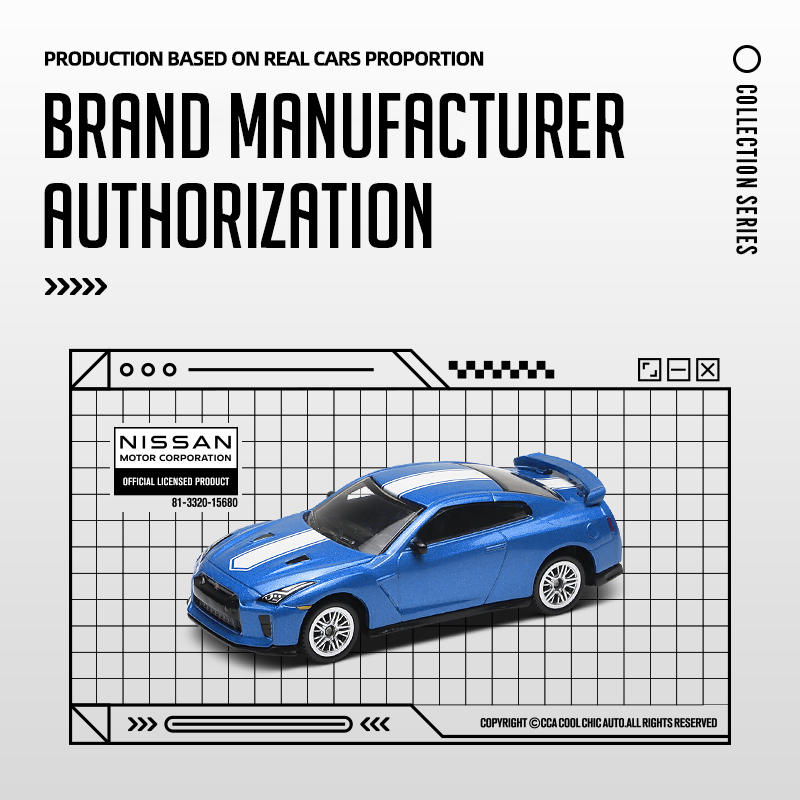 PRODUCTION BASED ON REAL CARS PROPORTION
BRAND MANUFACTURER
AUTHORIZATION
COLLECTION SERIES
NISSAN
MOTOR CORPORATION
OFFICIAL LICENSED PRODUCT
81-3320-15680
COPYRIGHT ©CCA COOL CHIC AUTO.ALL RIGHTS RESERVED